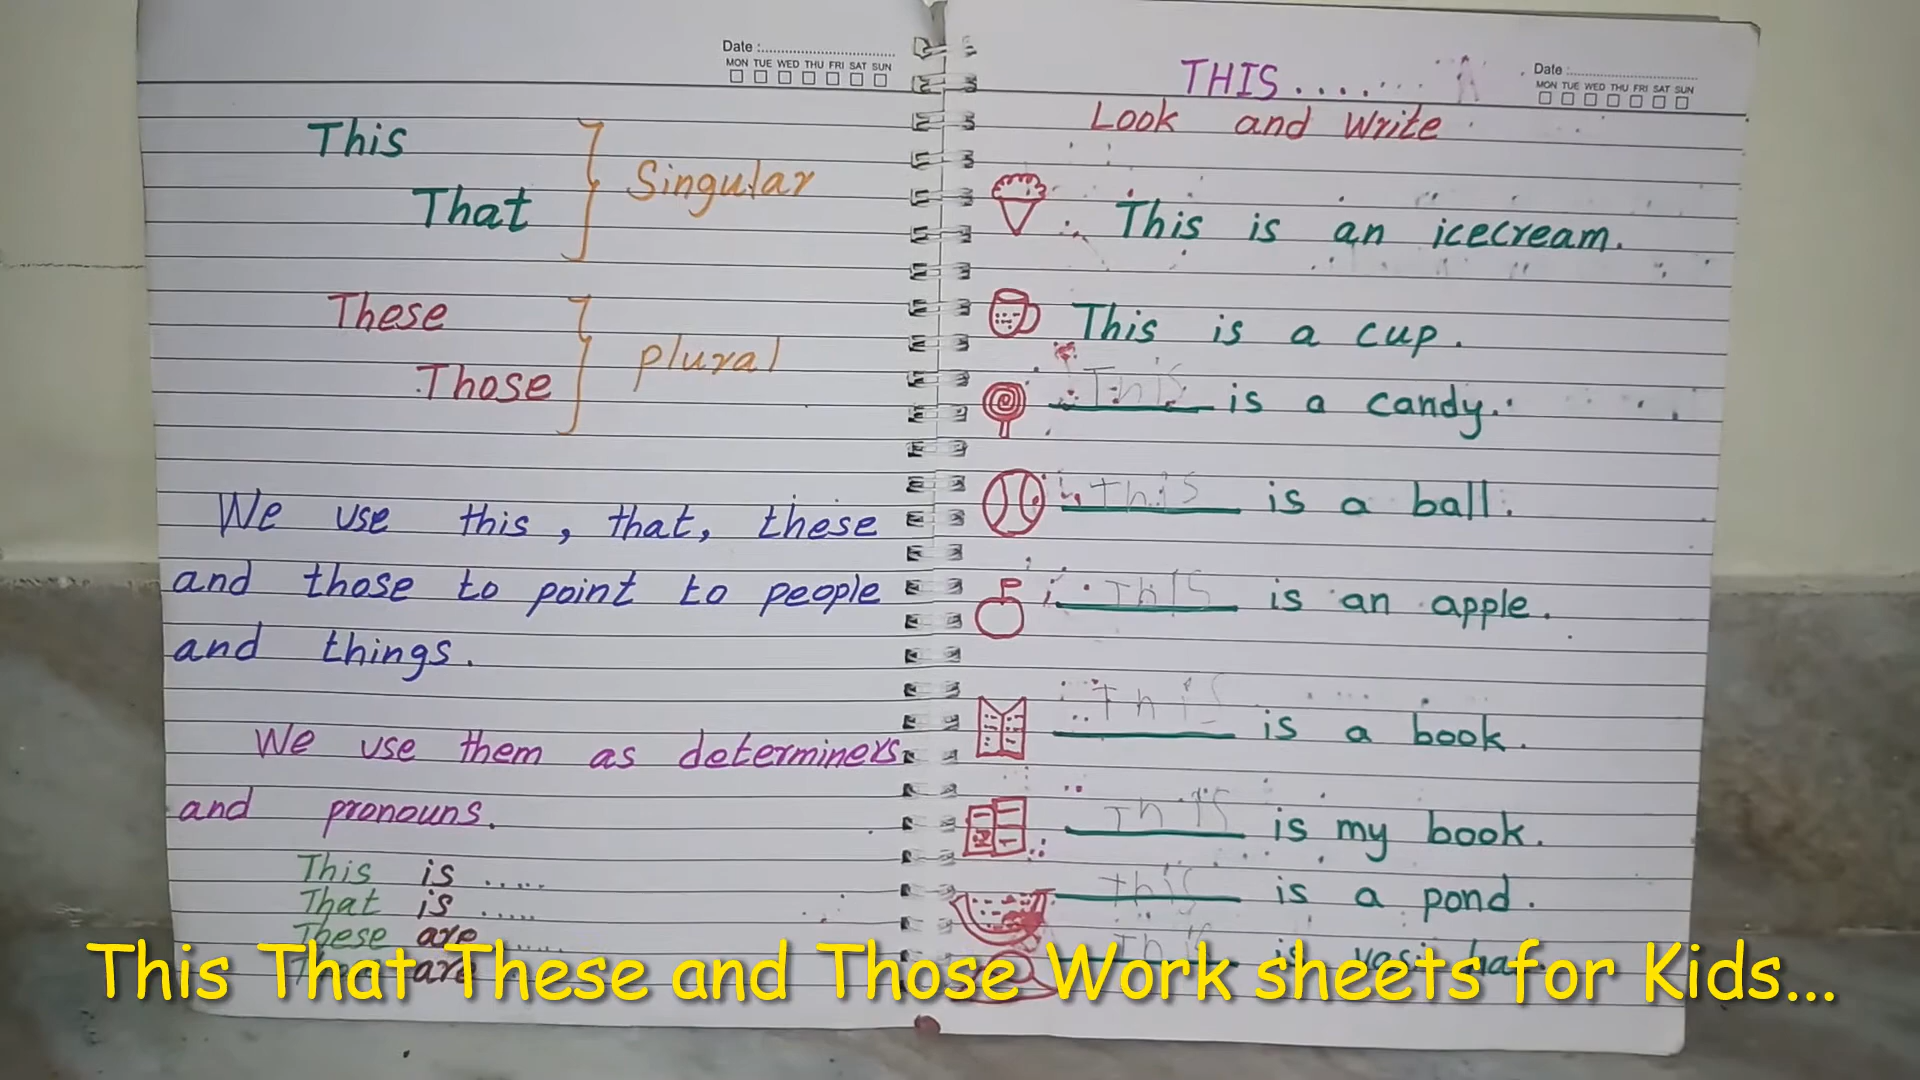 Date :
MON TUE WED THU FRI SAT SUN
This
That
Singular
These
Those
plural
We use this, that, these
and those to point to people
and things.
We use them as determiners
and pronouns.
This is .....
That is .....
These are .....
are
Date :
MON TUE WED THU FRI SAT SUN
THIS........
Look and Write
This is an icecream.
This is a cup.
This is a candy.
This is a ball.
This is an apple.
This is a book.
This is my book.
This is a pond.
This is
This That These and Those Work sheets for Kids...